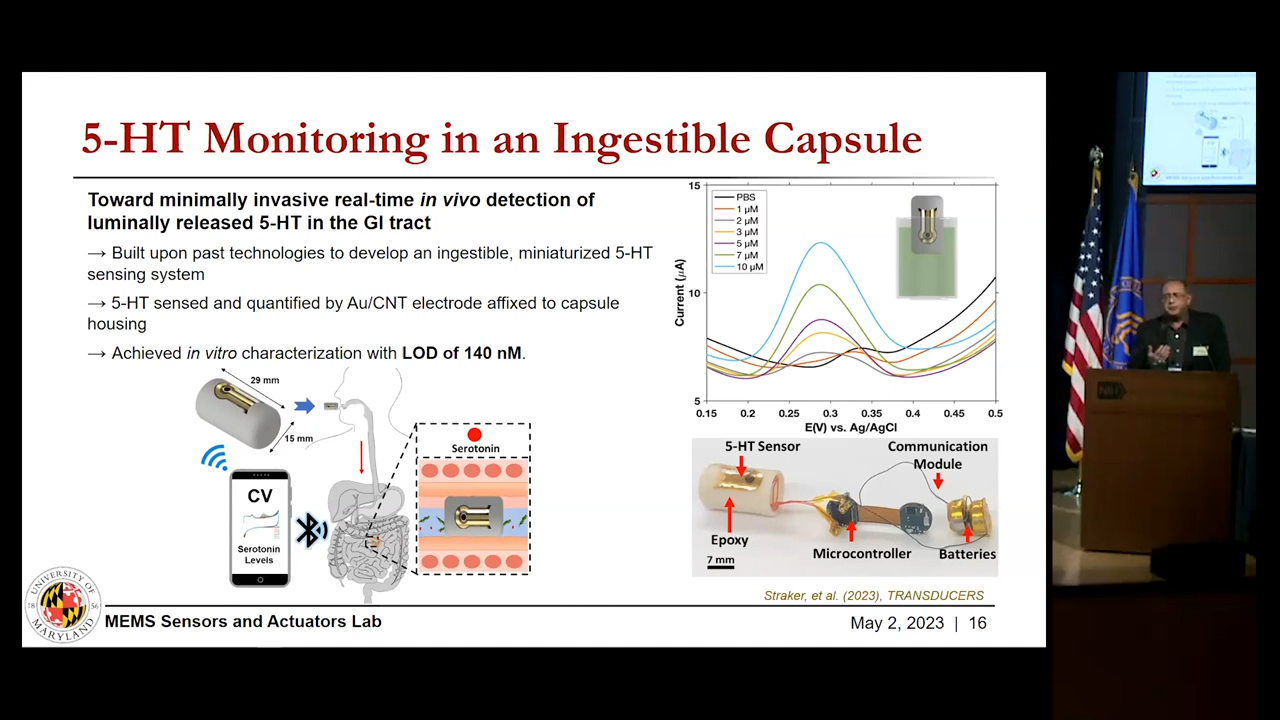 5-HT Monitoring in an Ingestible Capsule
Toward minimally invasive real-time in vivo detection of
luminally released 5-HT in the GI tract
→ Built upon past technologies to develop an ingestible, miniaturized 5-HT
sensing system
→ 5-HT sensed and quantified by Au/CNT electrode affixed to capsule
housing
→ Achieved in vitro characterization with LOD of 140 nM.
29 mm
15 mm
CV
Serotonin
Levels
Serotonin
15
10
5
Current (μA)
PBS
1 μM
2 μM
3 μM
5 μM
7 μM
10 μM
0.15 0.2 0.25 0.3 0.35 0.4 0.45 0.5
E(V) vs. Ag/AgCl
5-HT Sensor
Communication
Module
Epoxy
Microcontroller
Batteries
7 mm
Straker, et al. (2023), TRANSDUCERS
UNIVERSITY OF
MARYLAND
18 56
MEMS Sensors and Actuators Lab
May 2, 2023 | 16